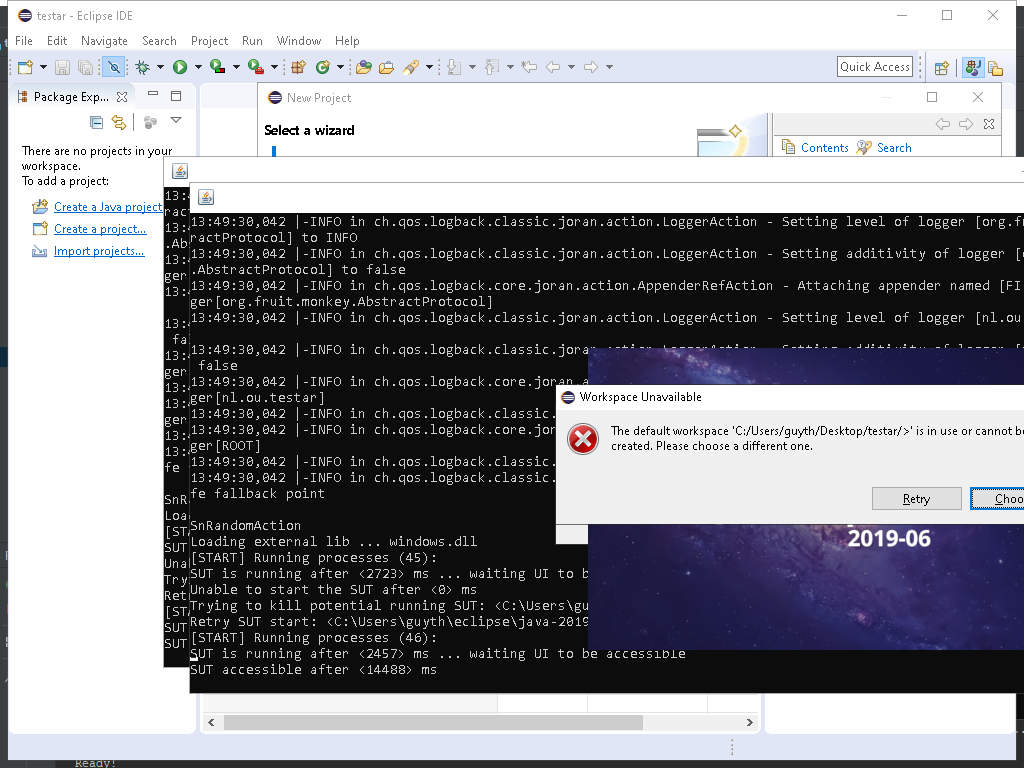 testar - Eclipse IDE
File Edit Navigate Search Project Run Window Help
Quick Access
Package Exp...
New Project
Select a wizard
There are no projects in your
workspace.
To add a project:
Contents Search
Create a Java project
Create a project...
Import projects...
13:49:30,042 |-INFO in ch.qos.logback.classic.joran.action.LoggerAction - Setting level of logger [org.fr
ractProtocol] to INFO
13:49:30,042 |-INFO in ch.qos.logback.classic.joran.action.LoggerAction - Setting additivity of logger [
.AbstractProtocol] to false
13:49:30,042 |-INFO in ch.qos.logback.core.joran.action.AppenderRefAction - Attaching appender named [FI
ger[org.fruit.monkey.AbstractProtocol]
13:49:30,042 |-INFO in ch.qos.logback.classic.joran.action.LoggerAction - Setting level of logger [nl.ou
13:49:30,042 |-INFO in ch.qos.logback.classic.joran.action.LoggerAction - Setting additivity of logger [
false
13:49:30,042 |-INFO in ch.qos.logback.core.joran.a
ger[nl.ou.testar]
13:49:30,042 |-INFO in ch.qos.logback.classic.
13:49:30,042 |-INFO in ch.qos.logback.core.jor
ger[ROOT]
13:49:30,042 |-INFO in ch.qos.logback.classic.
13:49:30,042 |-INFO in ch.qos.logback.classic.
fe fallback point
SnRandomAction
Loading external lib ... windows.dll
[START] Running processes (45):
SUT is running after <2723> ms ... waiting UI to b
Unable to start the SUT after <0> ms
Trying to kill potential running SUT: <C:\Users\guy
Retry SUT start: <C:\Users\guyth\eclipse\java-2019
[START] Running processes (46):
SUT is running after <2457> ms ... waiting UI to be accessible
SUT accessible after <14488> ms
Workspace Unavailable
The default workspace 'C:/Users/guyth/Desktop/testar/>' is in use or cannot be
created. Please choose a different one.
Retry Choo
2019-06
Ready!